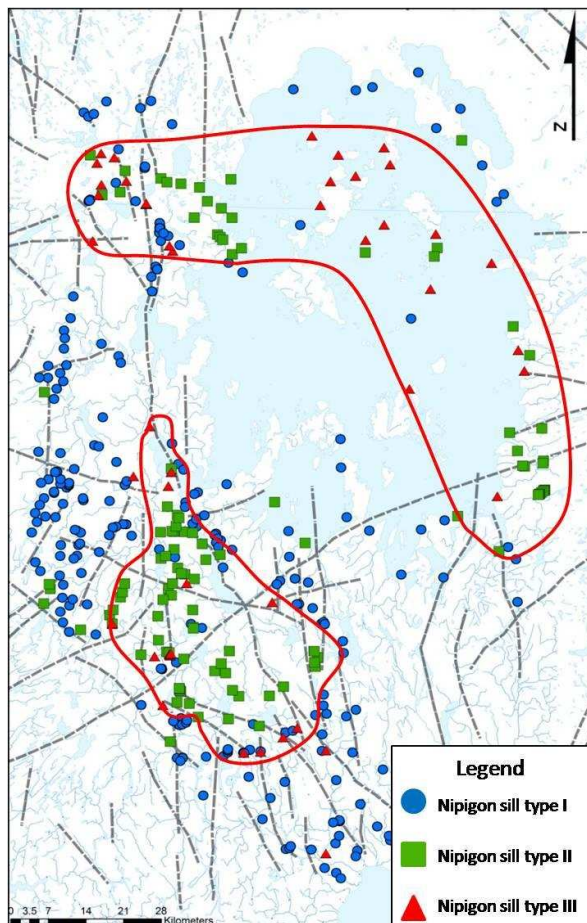 N
Legend
Nipigon sill type I
Nipigon sill type II
Nipigon sill type III
0 3.5 7 14 21 28
Kilometers